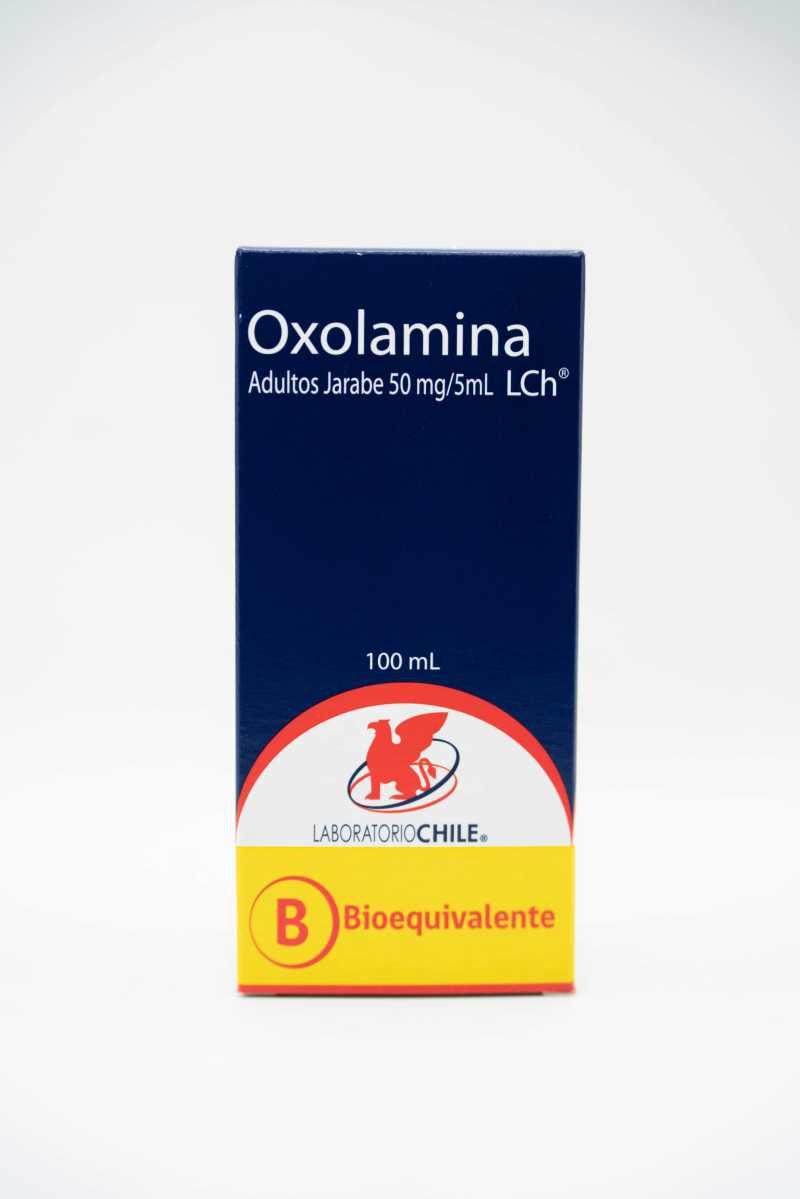 Oxolamina
Adultos Jarabe 50 mg/5mL LCh®
100 mL
LABORATORIOCHILE®
B Bioequivalente